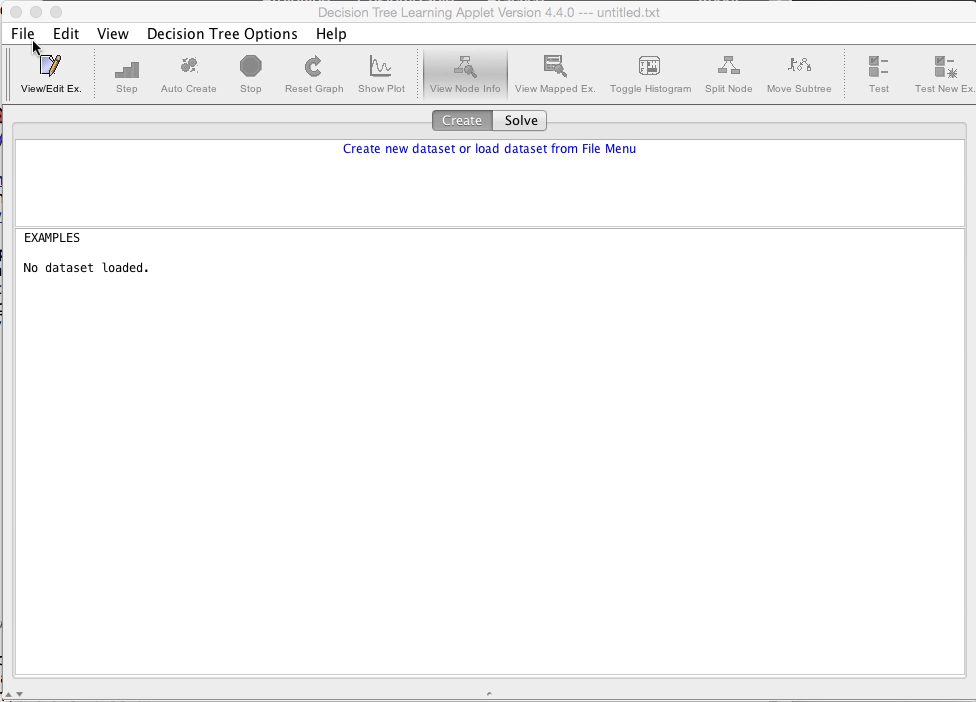 Decision Tree Learning Applet Version 4.4.0 --- untitled.txt
File Edit View Decision Tree Options Help
View/Edit Ex. Step Auto Create Stop Reset Graph Show Plot View Node Info View Mapped Ex. Toggle Histogram Split Node Move Subtree Test Test New Ex.
Create Solve
Create new dataset or load dataset from File Menu
EXAMPLES
No dataset loaded.